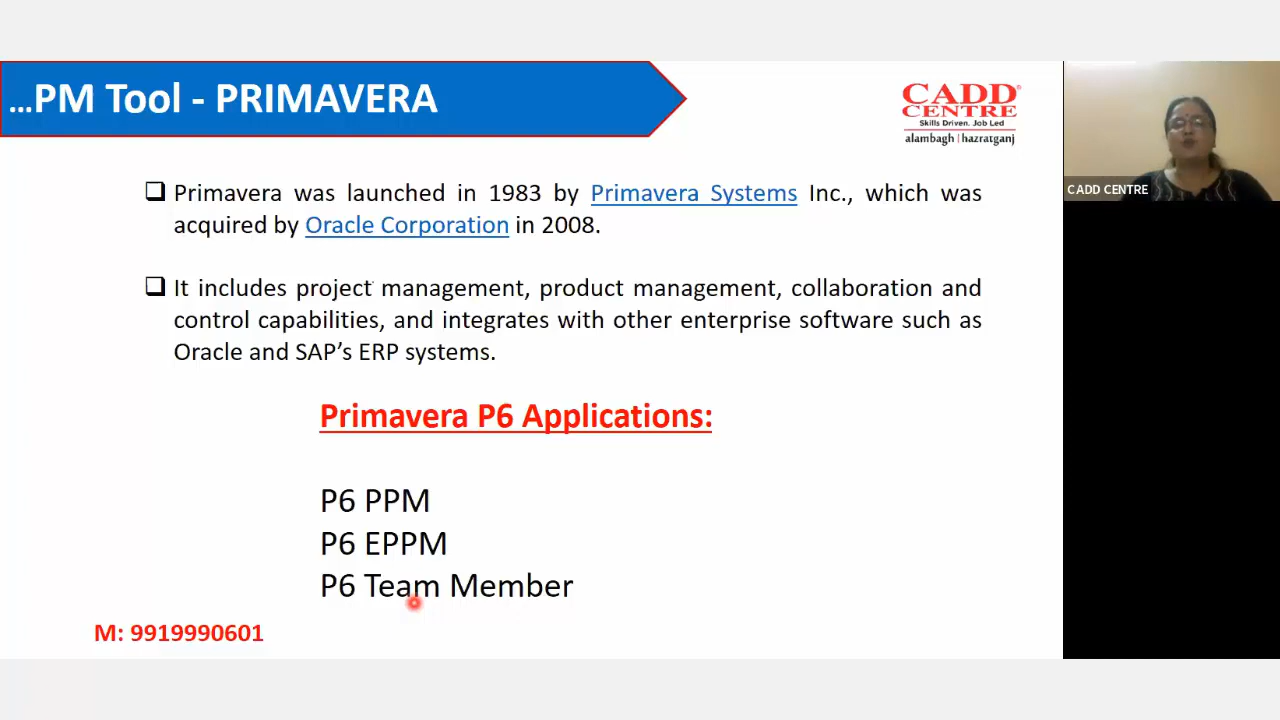 ...PM Tool - PRIMAVERA
CADD
CENTRE
Skills Driven. Job Led
alambagh | hazratganj
CADD CENTRE
Primavera was launched in 1983 by Primavera Systems Inc., which was
acquired by Oracle Corporation in 2008.
It includes project management, product management, collaboration and
control capabilities, and integrates with other enterprise software such as
Oracle and SAP’s ERP systems.
Primavera P6 Applications:
P6 PPM
P6 EPPM
P6 Team Member
M: 9919990601